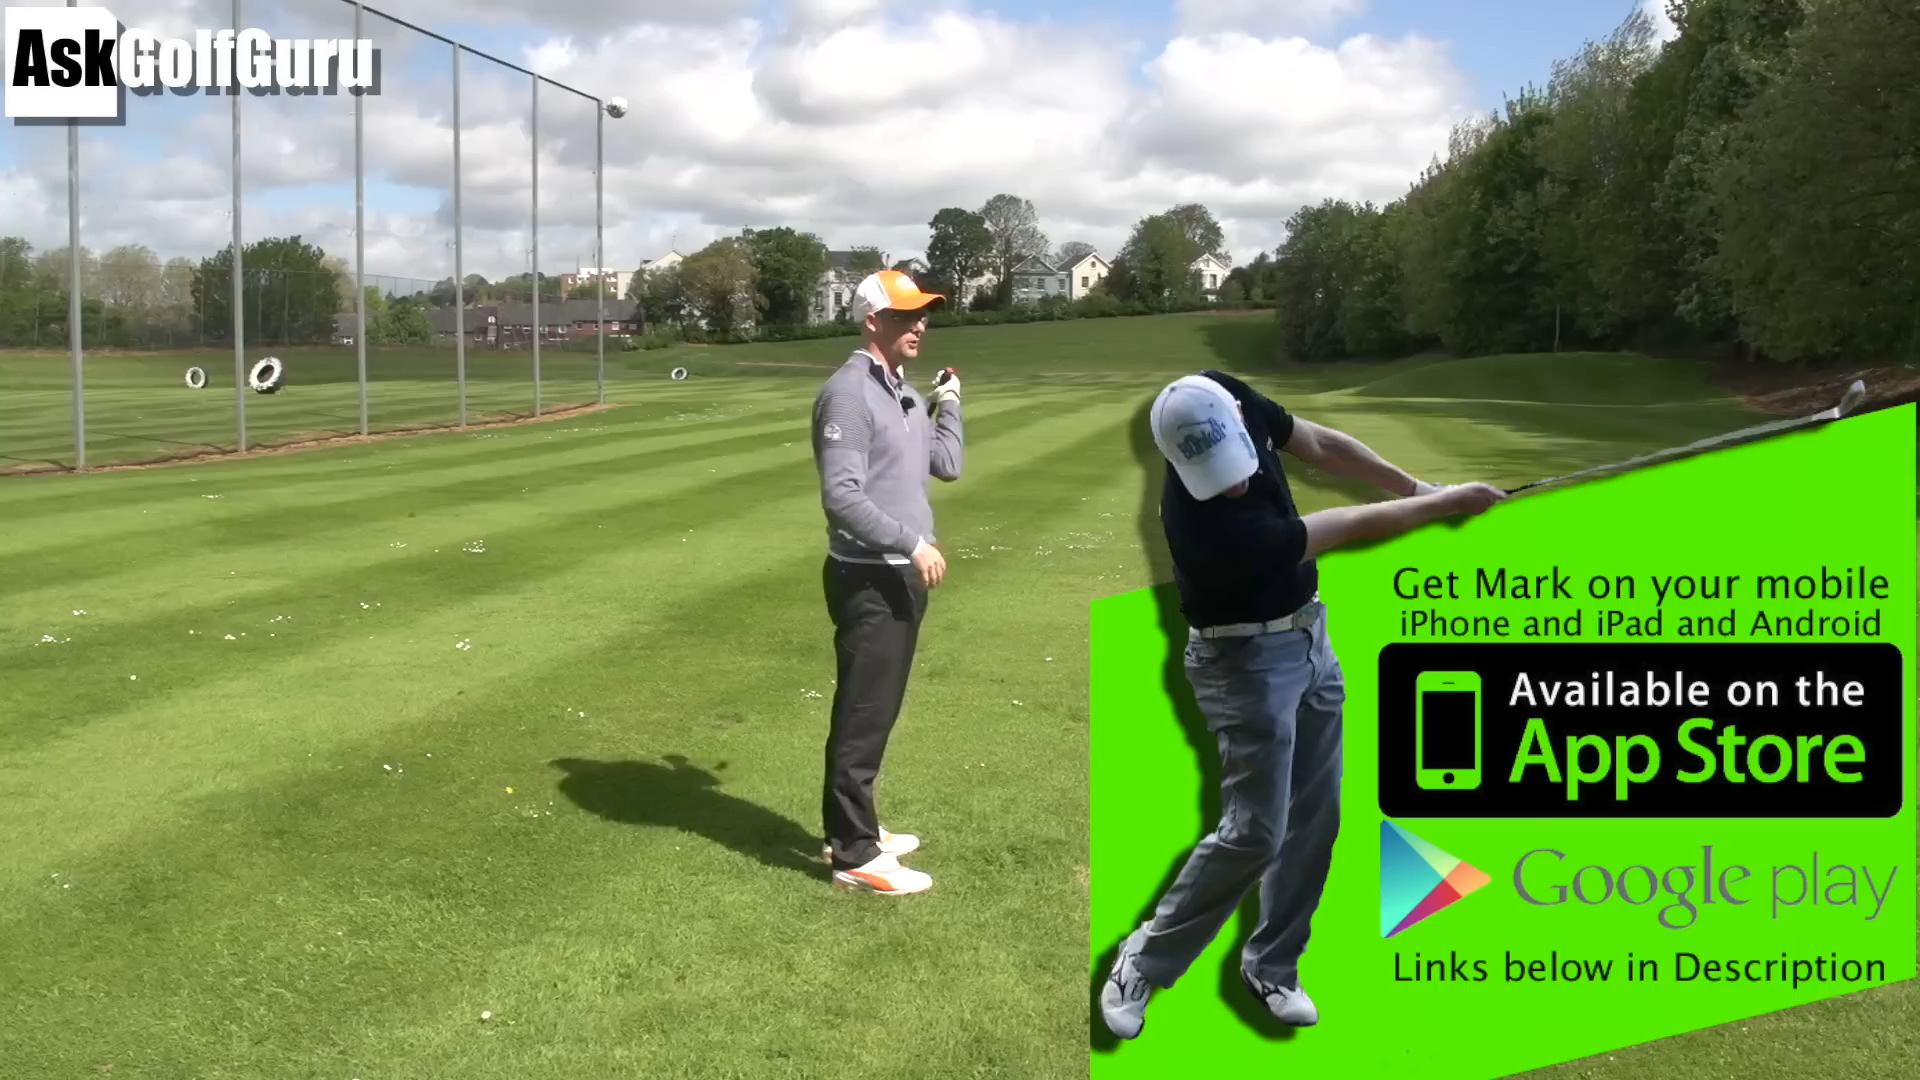 AskGolfGuru
Get Mark on your mobile
iPhone and iPad and Android
Available on the
App Store
Google play
Links below in Description